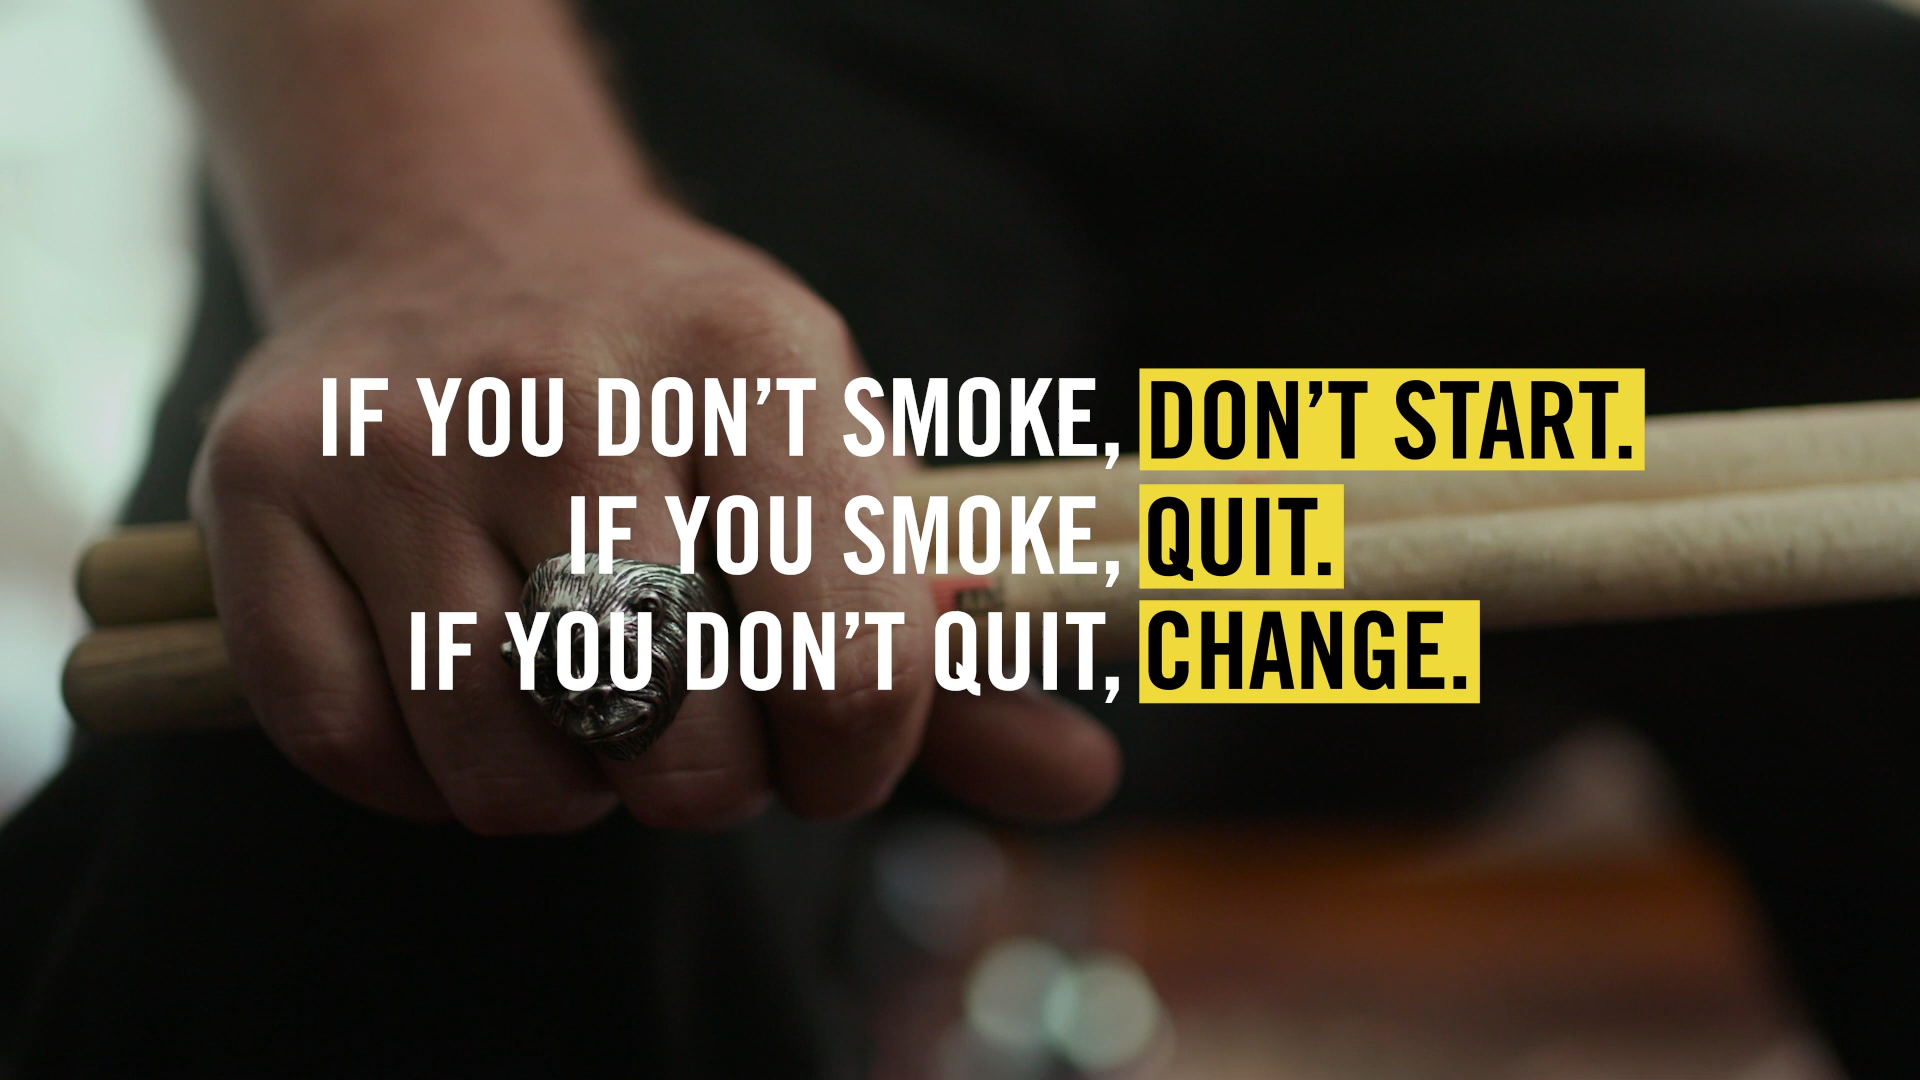 IF YOU DON’T SMOKE, DON’T START.
IF YOU SMOKE, QUIT.
IF YOU DON’T QUIT, CHANGE.